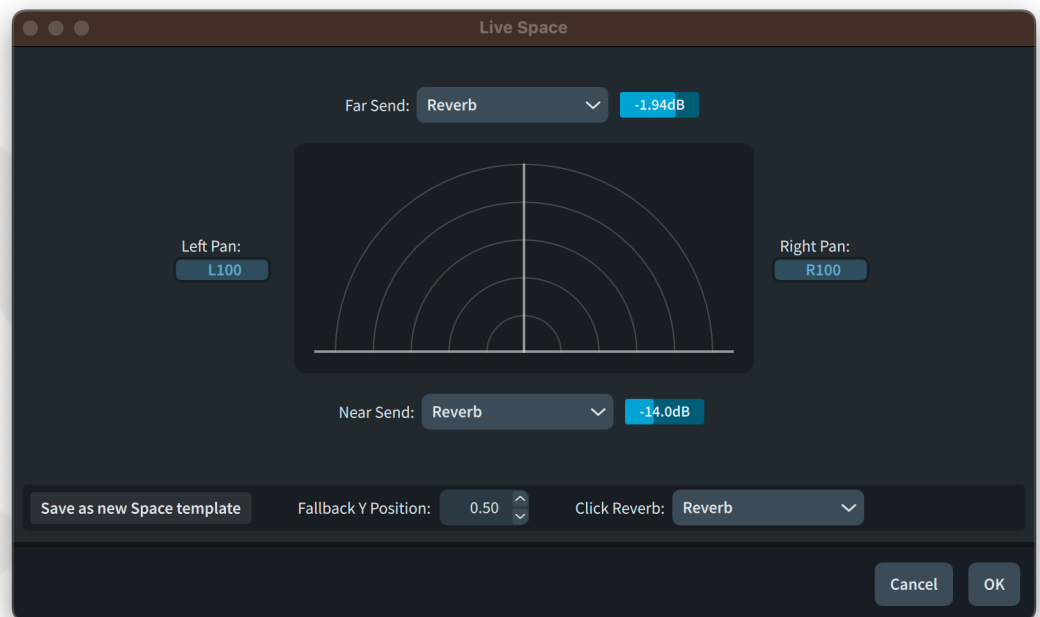 Live Space
Far Send: Reverb -1.94dB
Left Pan:
L100
Right Pan:
R100
Near Send: Reverb -14.0dB
Save as new Space template Fallback Y Position: 0.50 Click Reverb: Reverb
Cancel OK